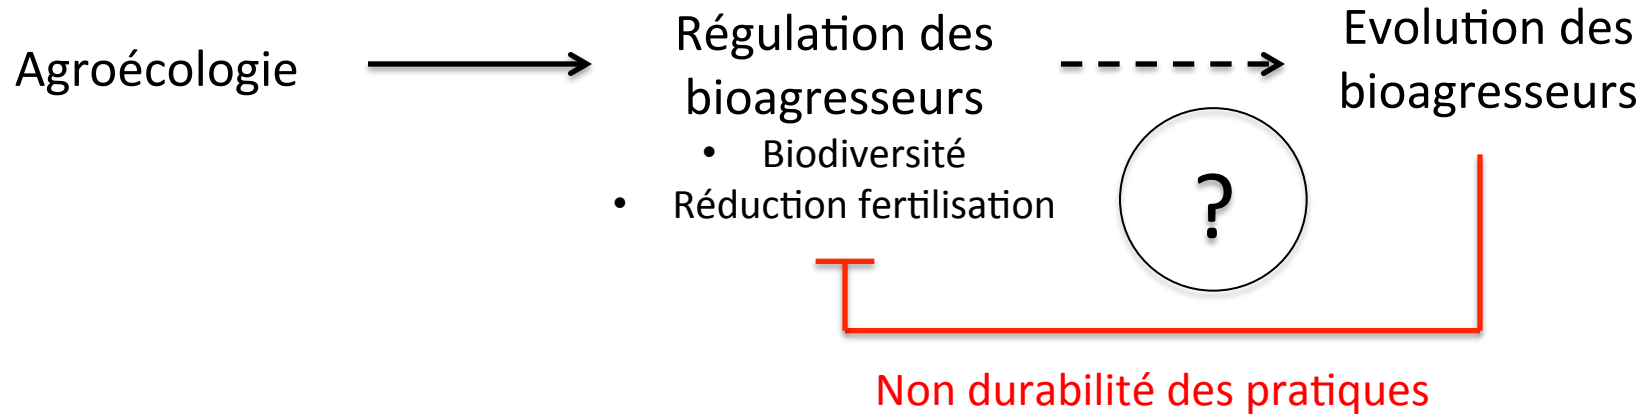 Agroécologie
Régulation des
bioagresseurs
• Biodiversité
• Réduction fertilisation
Evolution des
bioagresseurs
?
Non durabilité des pratiques